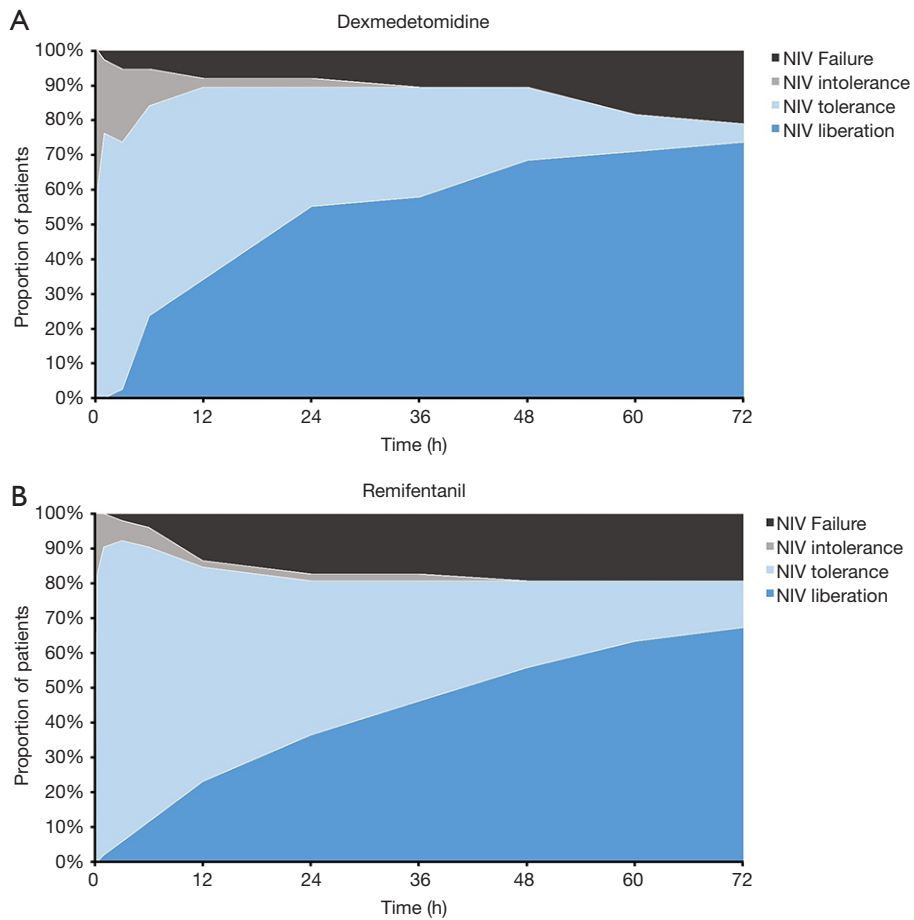 A
Dexmedetomidine
100%
90%
80%
70%
60%
50%
40%
30%
20%
10%
0%
Proportion of patients
0 12 24 36 48 60 72
Time (h)
NIV Failure
NIV intolerance
NIV tolerance
NIV liberation
B
Remifentanil
100%
90%
80%
70%
60%
50%
40%
30%
20%
10%
0%
Proportion of patients
0 12 24 36 48 60 72
Time (h)
NIV Failure
NIV intolerance
NIV tolerance
NIV liberation